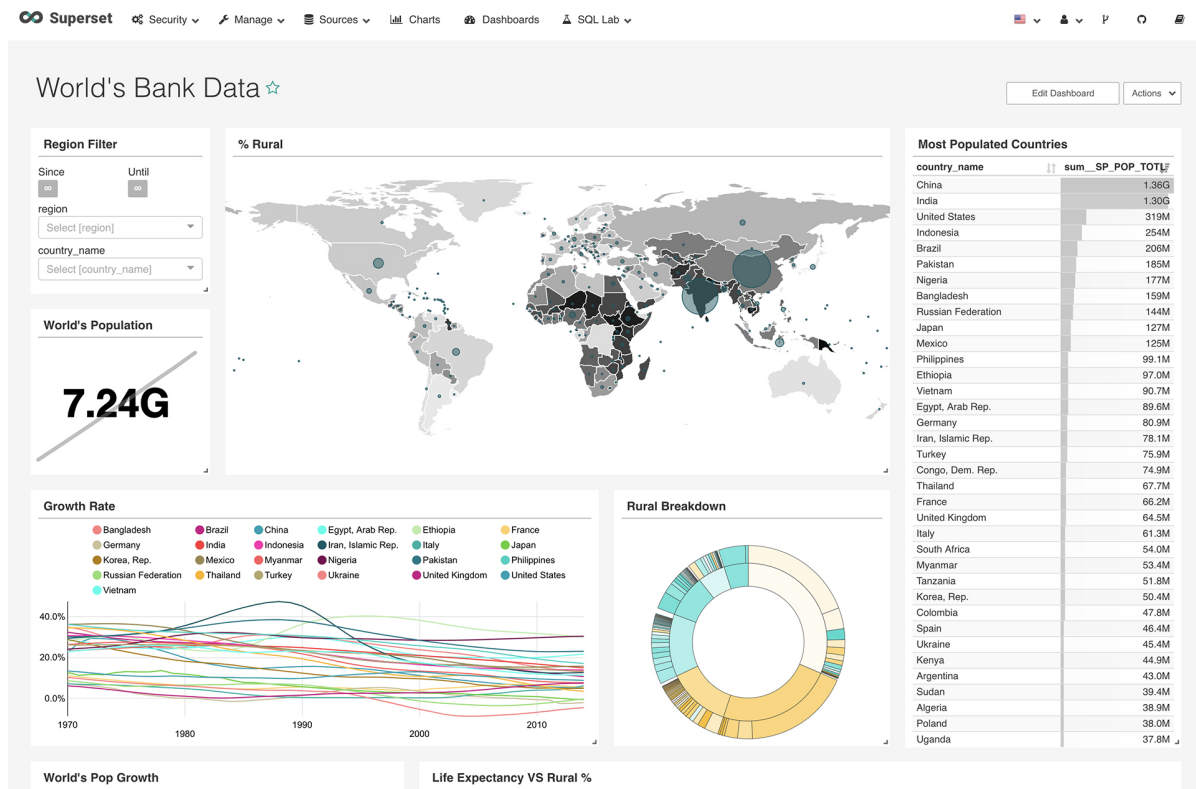 Superset Security Manage Sources Charts Dashboards SQL Lab
World's Bank Data
Edit Dashboard Actions
Region Filter
Since Until
∞ ∞
region
Select [region]
country_name
Select [country_name]
World's Population
7.24G
% Rural
Most Populated Countries
country_name sum__SP_POP_TOTL
China 1.36G
India 1.30G
United States 319M
Indonesia 254M
Brazil 206M
Pakistan 185M
Nigeria 177M
Bangladesh 159M
Russian Federation 144M
Japan 127M
Mexico 125M
Philippines 99.1M
Ethiopia 97.0M
Vietnam 90.7M
Egypt, Arab Rep. 89.6M
Germany 80.9M
Iran, Islamic Rep. 78.1M
Turkey 75.9M
Congo, Dem. Rep. 74.9M
Thailand 67.7M
France 66.2M
United Kingdom 64.5M
Italy 61.3M
South Africa 54.0M
Myanmar 53.4M
Tanzania 51.8M
Korea, Rep. 50.4M
Colombia 47.8M
Spain 46.4M
Ukraine 45.4M
Kenya 44.9M
Argentina 43.0M
Sudan 39.4M
Algeria 38.9M
Poland 38.0M
Uganda 37.8M
Growth Rate
Bangladesh Brazil China Egypt, Arab Rep. Ethiopia France
Germany India Indonesia Iran, Islamic Rep. Italy Japan
Korea, Rep. Mexico Myanmar Nigeria Pakistan Philippines
Russian Federation Thailand Turkey Ukraine United Kingdom United States
Vietnam
40.0%
20.0%
0.0%
1970 1990 2010
1980 2000
Rural Breakdown
World's Pop Growth
Life Expectancy VS Rural %